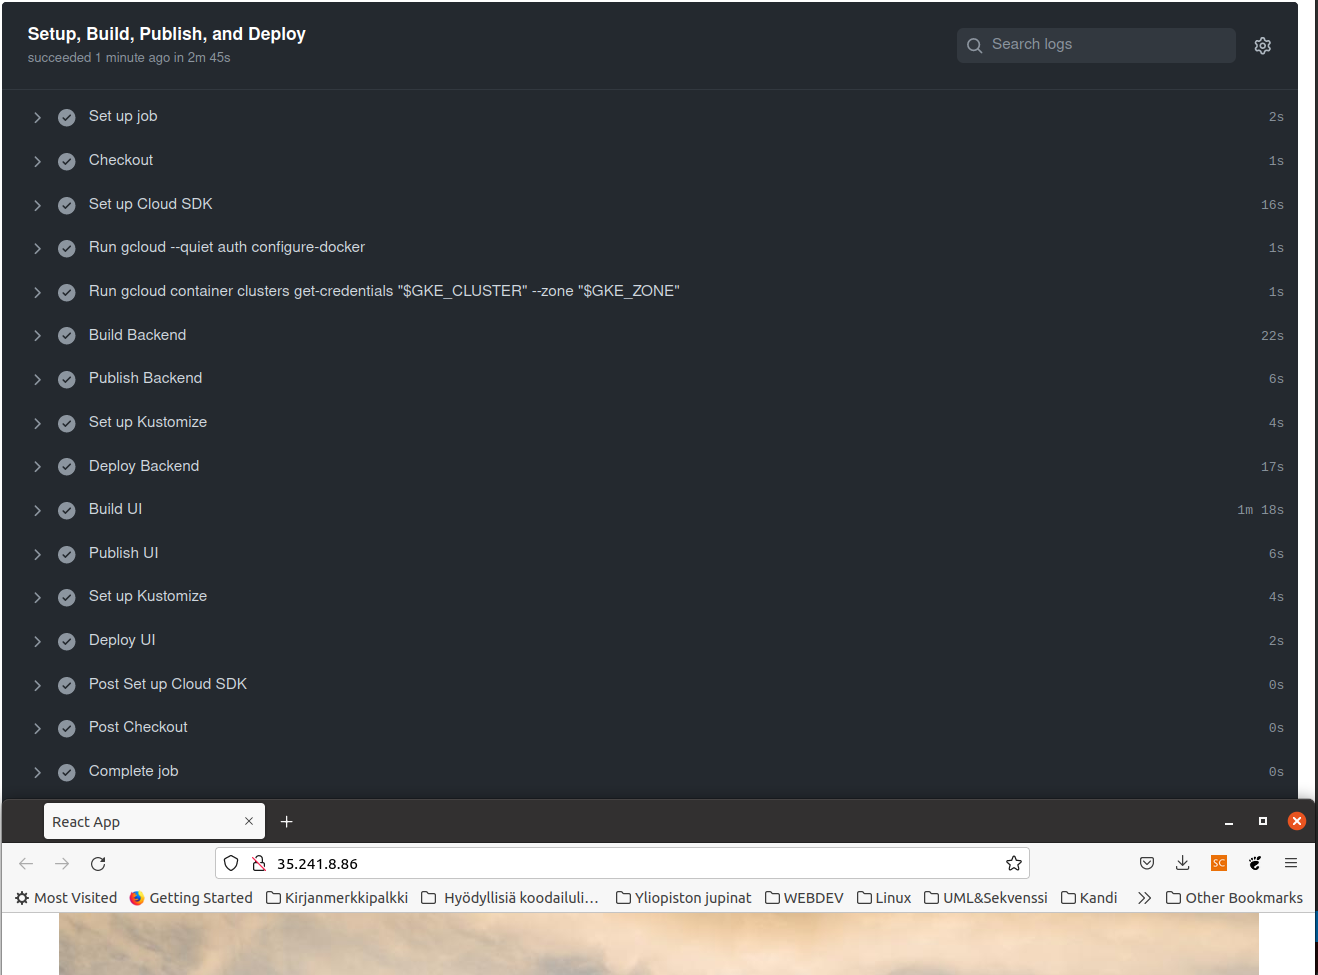 Setup, Build, Publish, and Deploy
succeeded 1 minute ago in 2m 45s
Search logs
Set up job 2s
Checkout 1s
Set up Cloud SDK 16s
Run gcloud --quiet auth configure-docker 1s
Run gcloud container clusters get-credentials "$GKE_CLUSTER" --zone "$GKE_ZONE" 1s
Build Backend 22s
Publish Backend 6s
Set up Kustomize 4s
Deploy Backend 17s
Build UI 1m 18s
Publish UI 6s
Set up Kustomize 4s
Deploy UI 2s
Post Set up Cloud SDK 0s
Post Checkout 0s
Complete job 0s
React App
35.241.8.86
SC
Most Visited Getting Started Kirjanmerkkipalkki Hyödyllisiä koodailuli… Yliopiston jupinat WEBDEV Linux UML&Sekvenssi Kandi Other Bookmarks